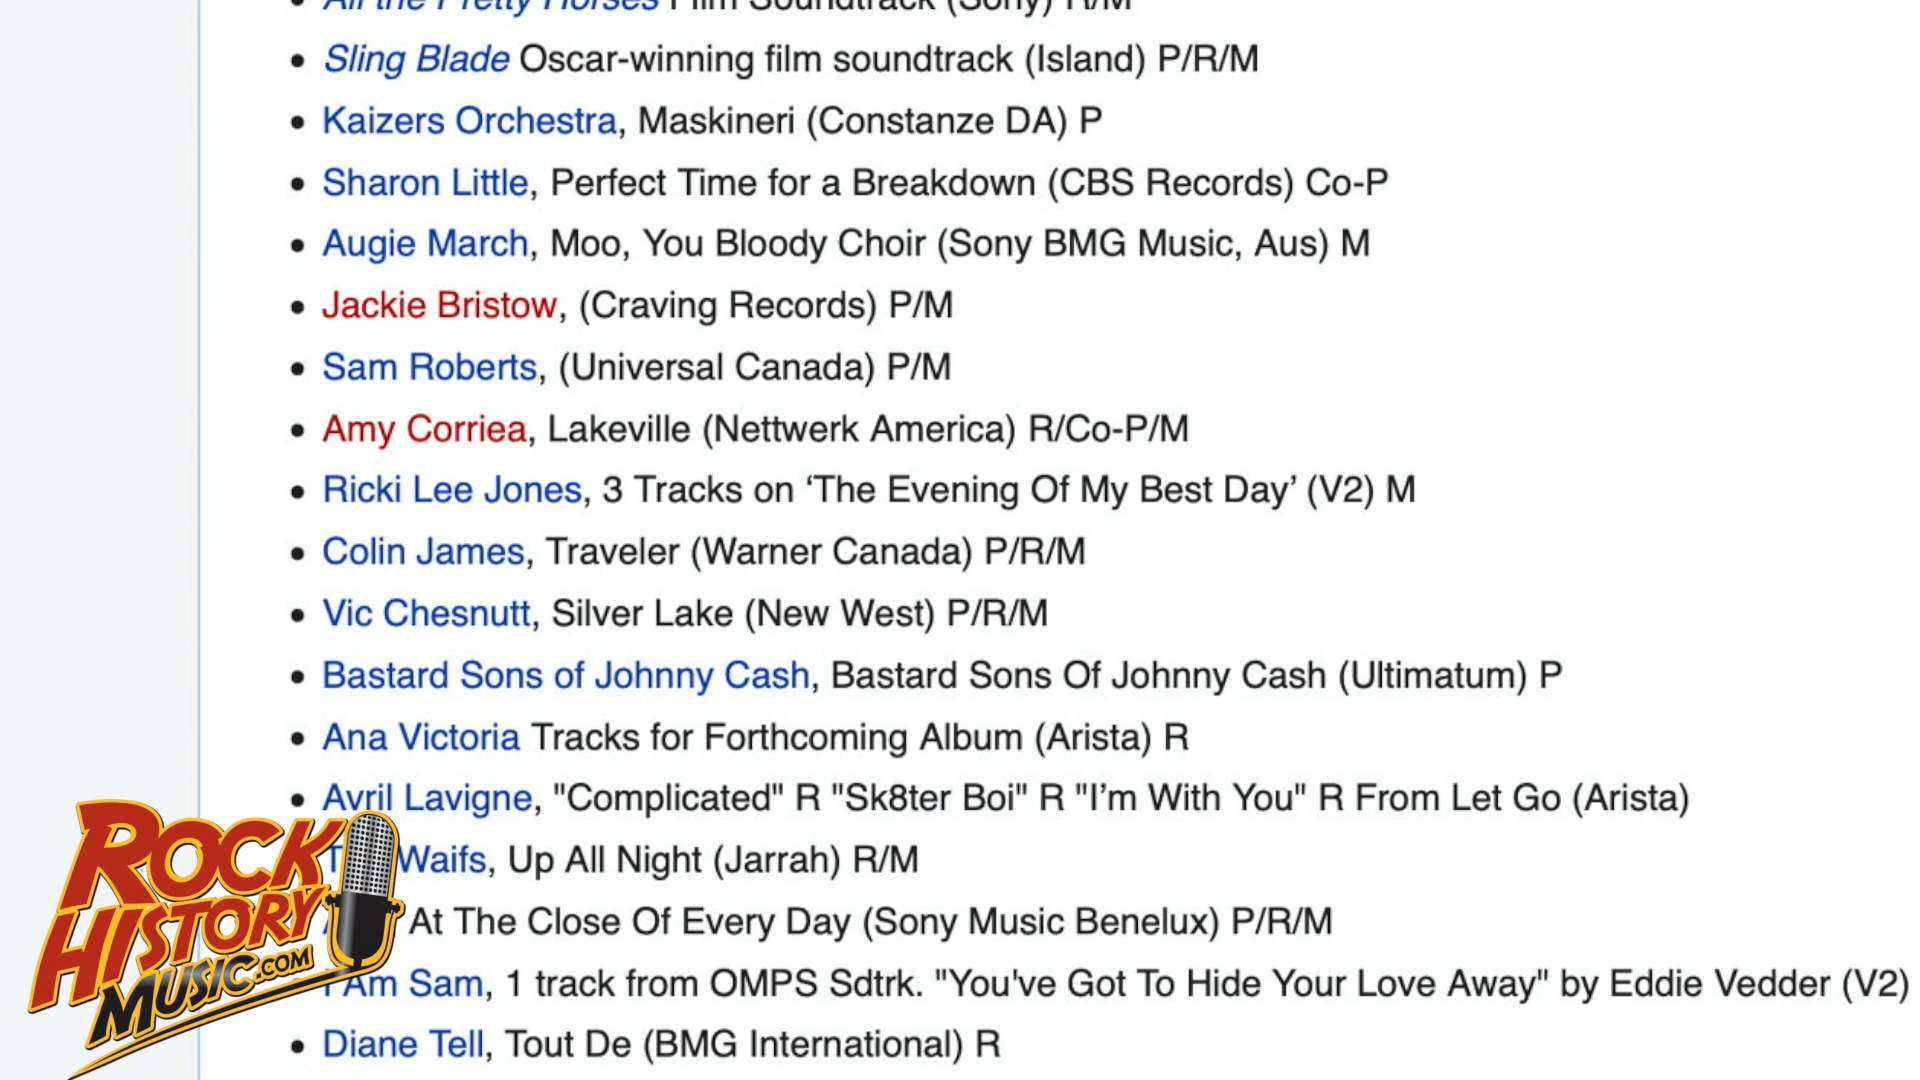 All the Pretty Horses Film Soundtrack (Sony) R/M
Sling Blade Oscar-winning film soundtrack (Island) P/R/M
Kaizers Orchestra, Maskineri (Constanze DA) P
Sharon Little, Perfect Time for a Breakdown (CBS Records) Co-P
Augie March, Moo, You Bloody Choir (Sony BMG Music, Aus) M
Jackie Bristow, (Craving Records) P/M
Sam Roberts, (Universal Canada) P/M
Amy Corriea, Lakeville (Nettwerk America) R/Co-P/M
Ricki Lee Jones, 3 Tracks on ‘The Evening Of My Best Day’ (V2) M
Colin James, Traveler (Warner Canada) P/R/M
Vic Chesnutt, Silver Lake (New West) P/R/M
Bastard Sons of Johnny Cash, Bastard Sons Of Johnny Cash (Ultimatum) P
Ana Victoria Tracks for Forthcoming Album (Arista) R
Avril Lavigne, "Complicated" R "Sk8ter Boi" R "I’m With You" R From Let Go (Arista)
Waifs, Up All Night (Jarrah) R/M
At The Close Of Every Day (Sony Music Benelux) P/R/M
I Am Sam, 1 track from OMPS Sdtrk. "You've Got To Hide Your Love Away" by Eddie Vedder (V2)
Diane Tell, Tout De (BMG International) R
ROCK
HISTORY
MUSIC.COM